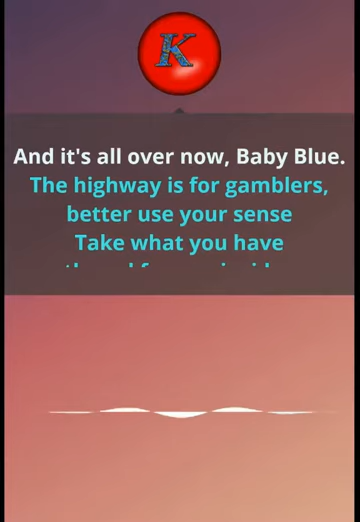 K
And it's all over now, Baby Blue.
The highway is for gamblers,
better use your sense
Take what you have